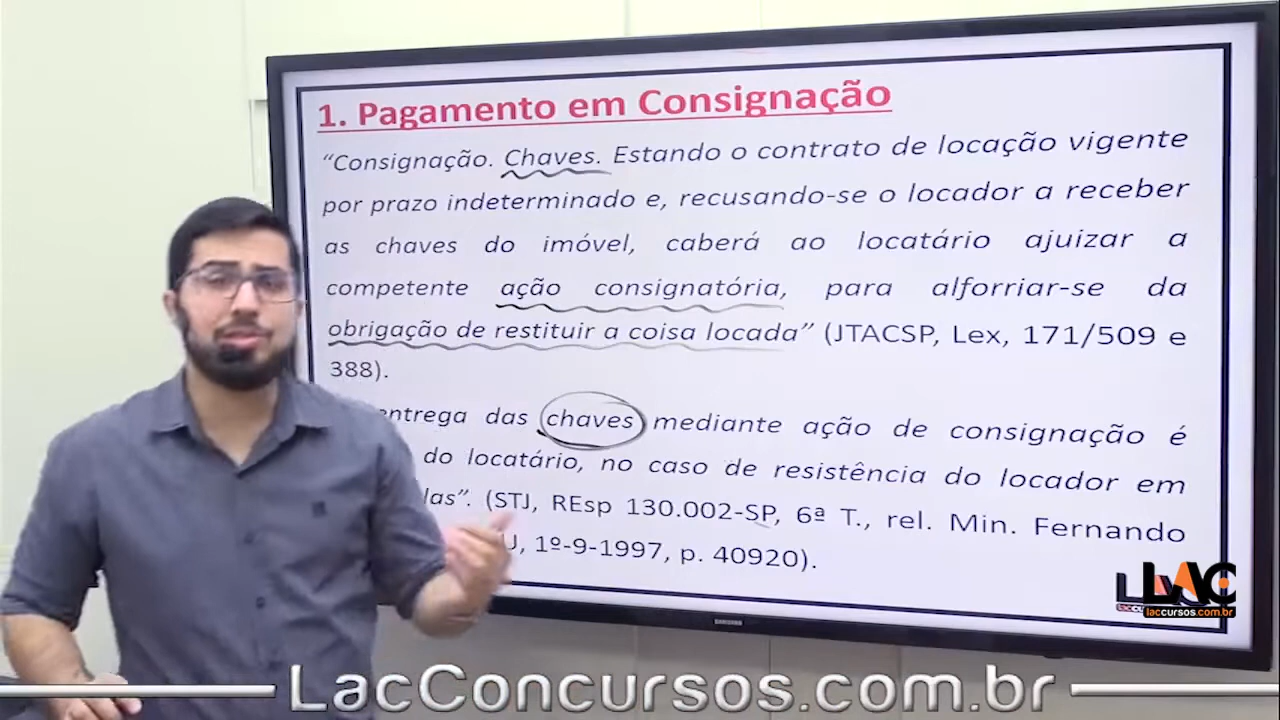 1. Pagamento em Consignação
“Consignação. Chaves. Estando o contrato de locação vigente
por prazo indeterminado e, recusando-se o locador a receber
as chaves do imóvel, caberá ao locatário ajuizar a
competente ação consignatória, para alforriar-se da
obrigação de restituir a coisa locada” (JTACSP, Lex, 171/509 e
388).
entrega das chaves mediante ação de consignação é
do locatário, no caso de resistência do locador em
las”. (STJ, REsp 130.002-SP, 6ª T., rel. Min. Fernando
U, 1º-9-1997, p. 40920).
LAC
laccursos.com.br
SAMSUNG
LacConcursos.com.br